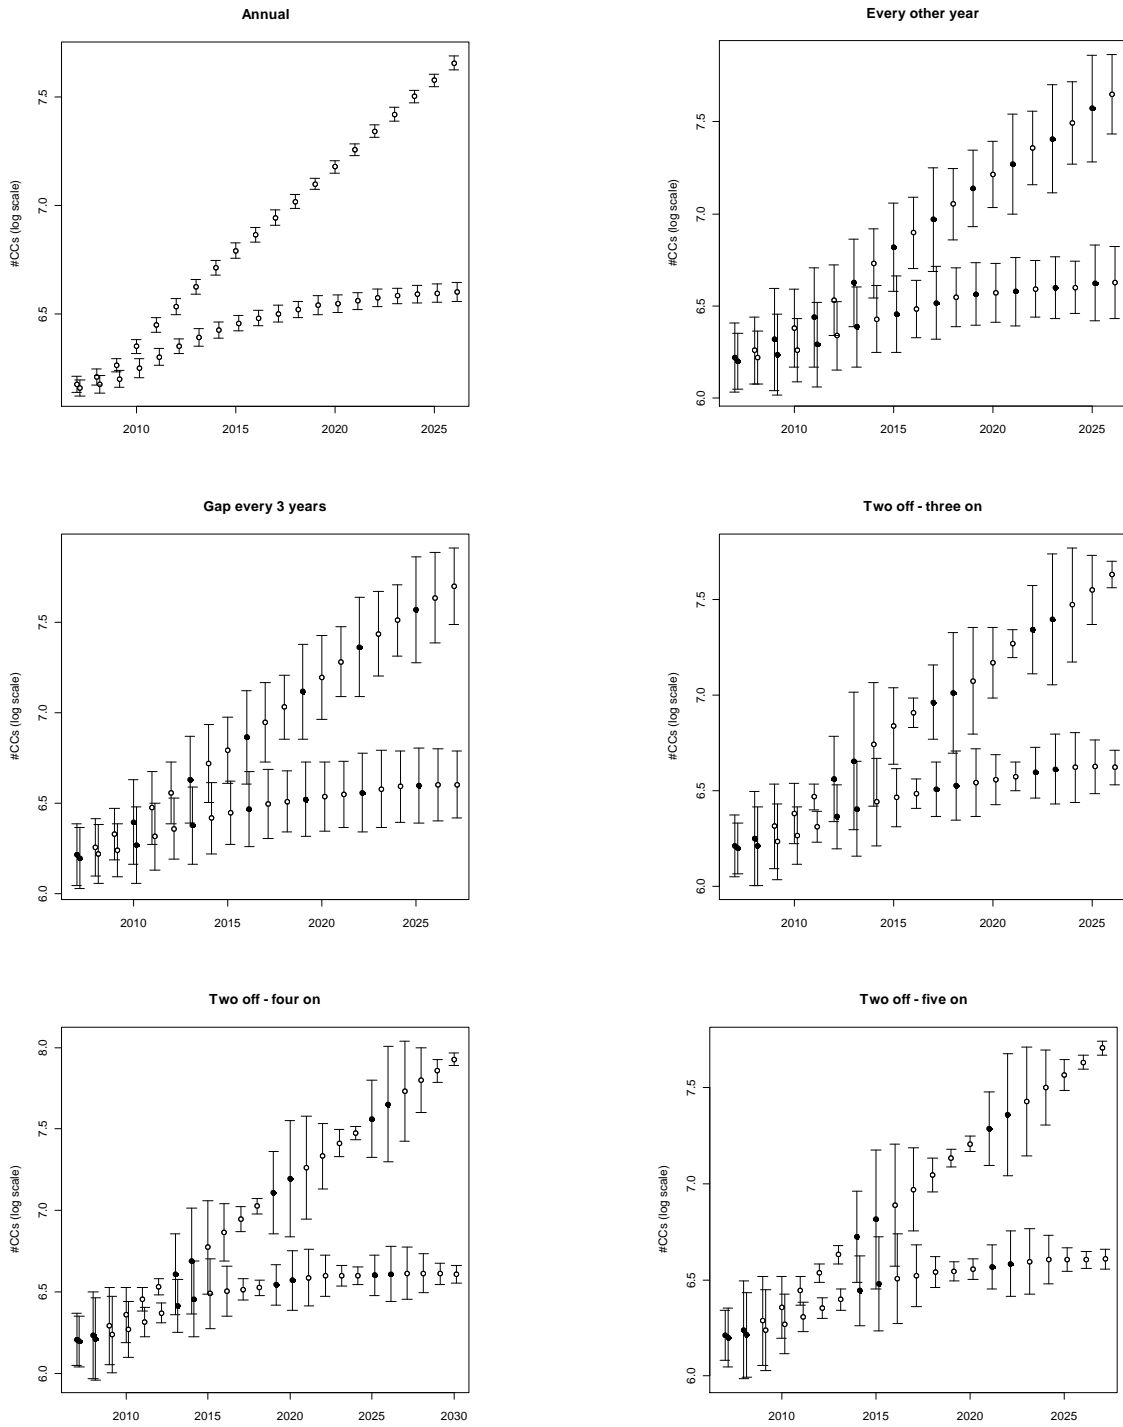 Annual
#CCs (log scale)
7.5
7.0
6.5
2010 2015 2020 2025
Every other year
#CCs (log scale)
7.5
7.0
6.5
6.0
2010 2015 2020 2025
Gap every 3 years
#CCs (log scale)
7.5
7.0
6.5
6.0
2010 2015 2020 2025
Two off - three on
#CCs (log scale)
7.5
7.0
6.5
6.0
2010 2015 2020 2025
Two off - four on
#CCs (log scale)
8.0
7.5
7.0
6.5
6.0
2010 2015 2020 2025 2030
Two off - five on
#CCs (log scale)
7.5
7.0
6.5
6.0
2010 2015 2020 2025